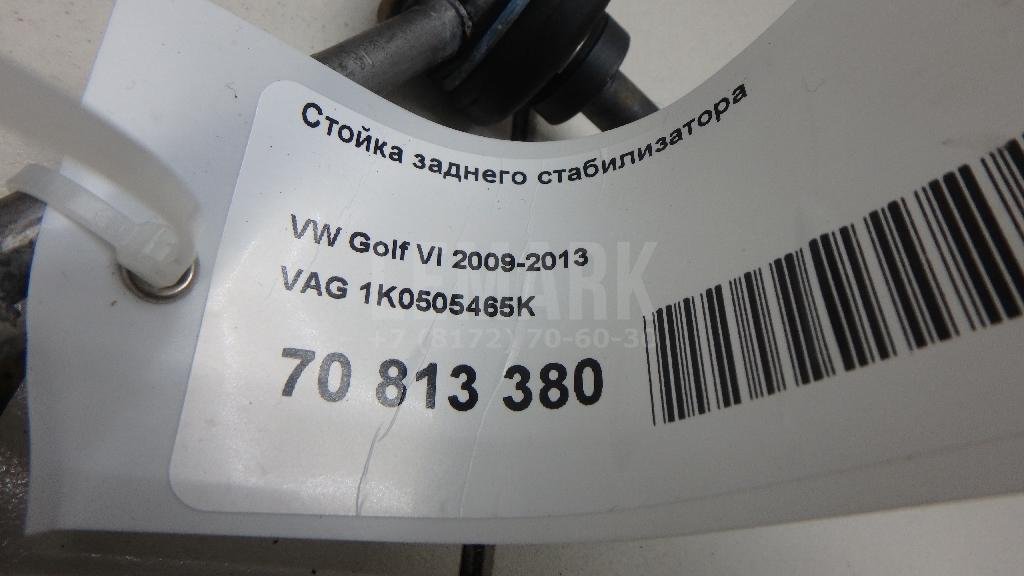 Стойка заднего стабилизатора
VW Golf VI 2009-2013
VAG 1K0505465K
70 813 380